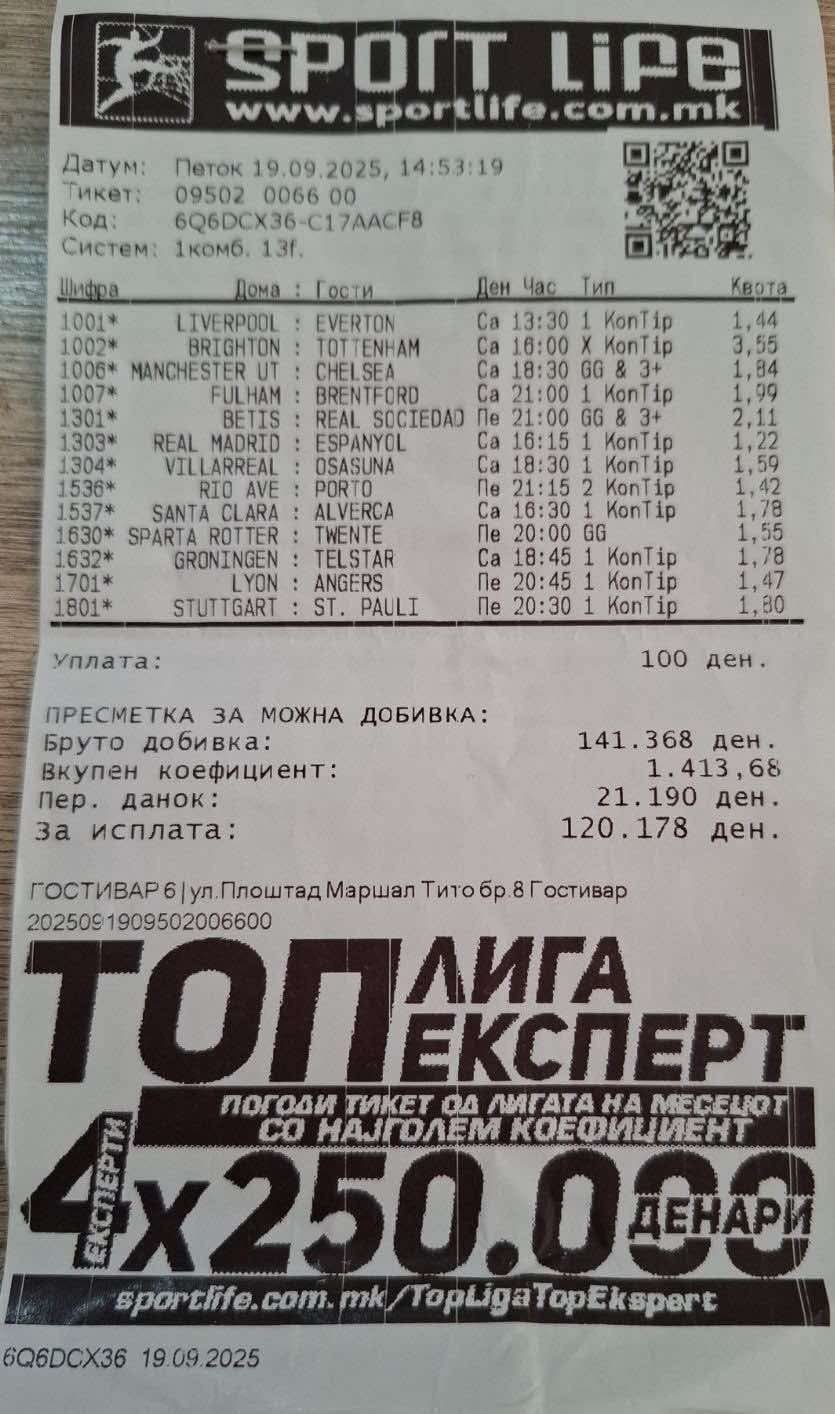 SPORT LIFE
www.sportlife.com.mk
Датум: Петок 19.09.2025, 14:53:19
Тикет: 09502 0066 00
Код: 6Q6DCX36-C17AACF8
Систем: 1комб. 13f.
Шифра Дома : Гости Ден Час Тип Квота
1001* LIVERPOOL : EVERTON Са 13:30 1 KonTip 1,44
1002* BRIGHTON : TOTTENHAM Са 16:00 X KonTip 3,55
1006* MANCHESTER UT : CHELSEA Са 18:30 GG & 3+ 1,84
1007* FULHAM : BRENTFORD Са 21:00 1 KonTip 1,99
1301* BETIS : REAL SOCIEDAD Пе 21:00 GG & 3+ 2,11
1303* REAL MADRID : ESPANYOL Са 16:15 1 KonTip 1,22
1304* VILLARREAL : OSASUNA Са 18:30 1 KonTip 1,59
1536* RIO AVE : PORTO Пе 21:15 2 KonTip 1,42
1537* SANTA CLARA : ALVERCA Са 16:30 1 KonTip 1,78
1630* SPARTA ROTTER : TWENTE Пе 20:00 GG 1,55
1632* GRONINGEN : TELSTAR Са 18:45 1 KonTip 1,78
1701* LYON : ANGERS Пе 20:45 1 KonTip 1,47
1801* STUTTGART : ST. PAULI Пе 20:30 1 KonTip 1,80
Уплата: 100 ден.
ПРЕСМЕТКА ЗА МОЖНА ДОБИВКА:
Бруто добивка: 141.368 ден.
Вкупен коефициент: 1.413,68
Пер. данок: 21.190 ден.
За исплата: 120.178 ден.
ГОСТИВАР 6|ул.Плоштад Маршал Тито бр.8 Гостивар
2025091909502006600
ТОП ЛИГА
ЕКСПЕРТ
ПОГОДИ ТИКЕТ ОД ЛИГАТА НА МЕСЕЦОТ
СО НАЈГОЛЕМ КОЕФИЦИЕНТ
4 ЕКСПЕРТИ X 250.000 ДЕНАРИ
sportlife.com.mk/TopLigaTopEkspert
6Q6DCX36 19.09.2025